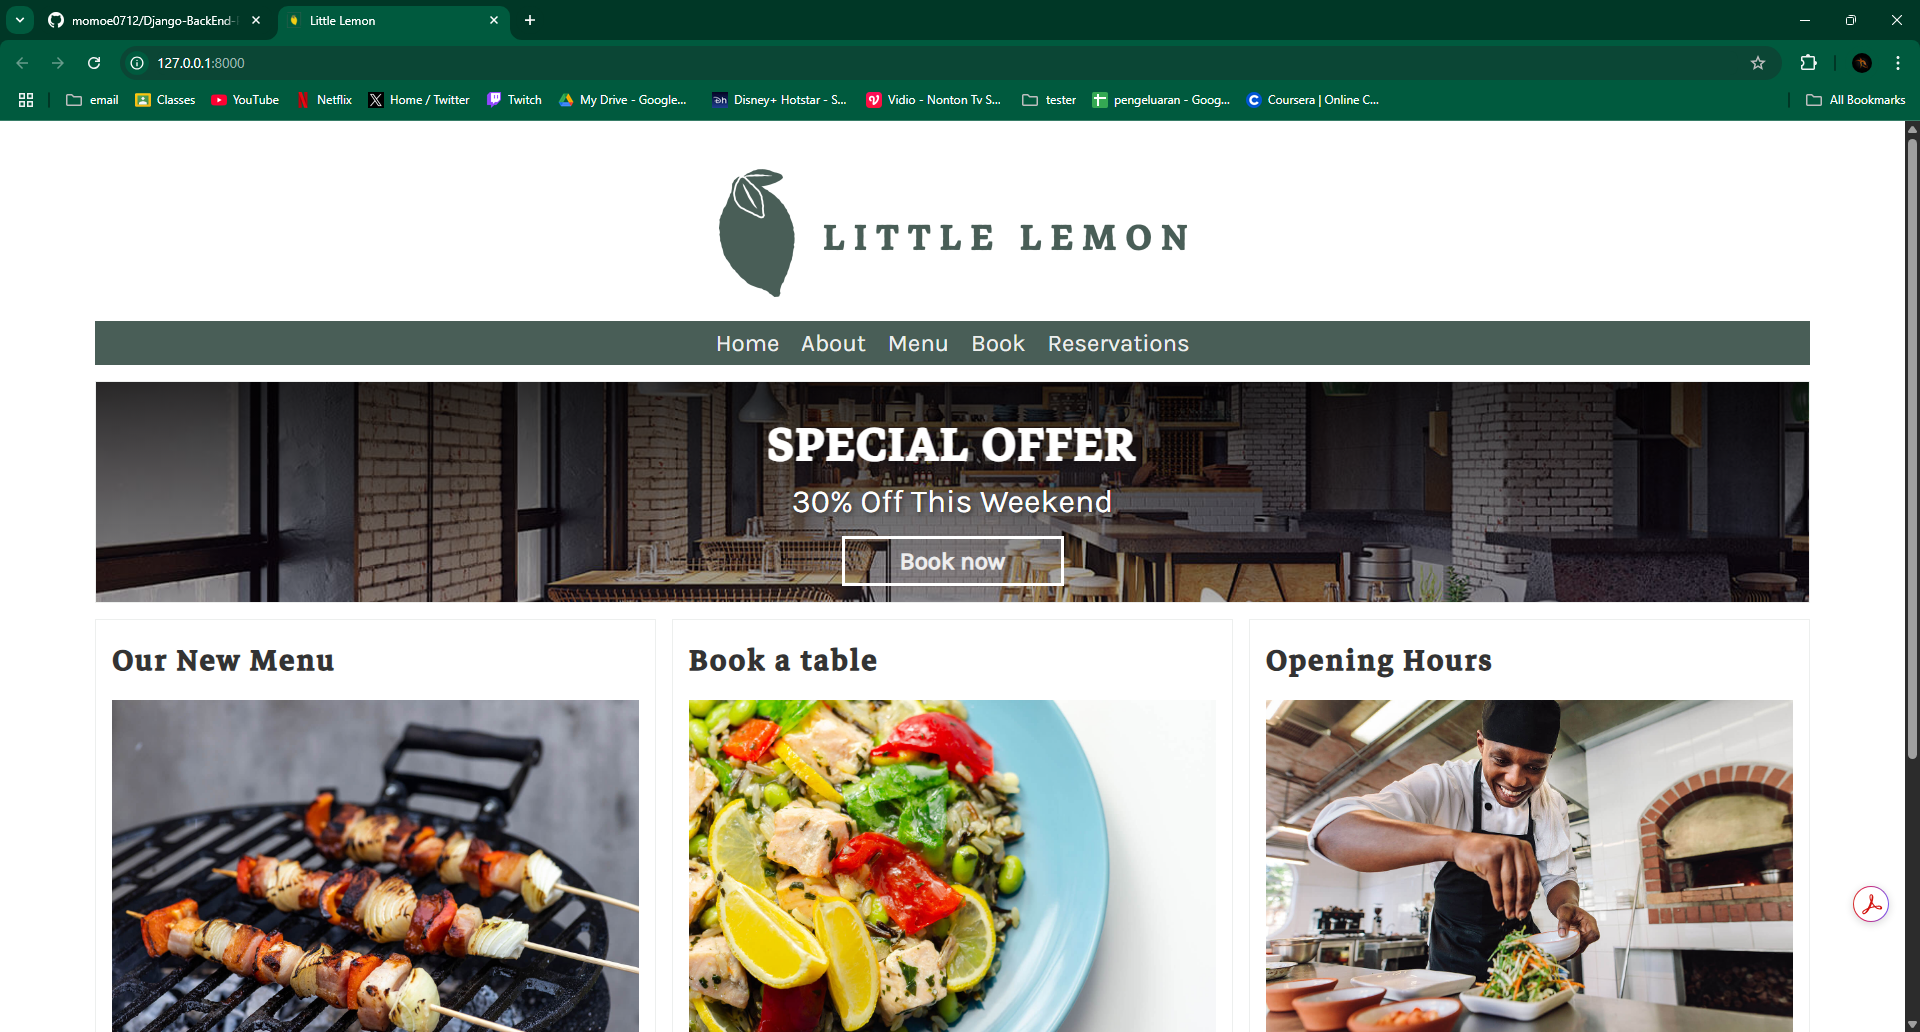 momoe0712/Django-BackEnd-
Little Lemon
127.0.0.1:8000
email
Classes
YouTube
Netflix
Home / Twitter
Twitch
My Drive - Google...
Disney+ Hotstar - S...
Vidio - Nonton Tv S...
tester
pengeluaran - Goog...
Coursera | Online C...
All Bookmarks
LITTLE LEMON
Home About Menu Book Reservations
SPECIAL OFFER
30% Off This Weekend
Book now
Our New Menu
Book a table
Opening Hours